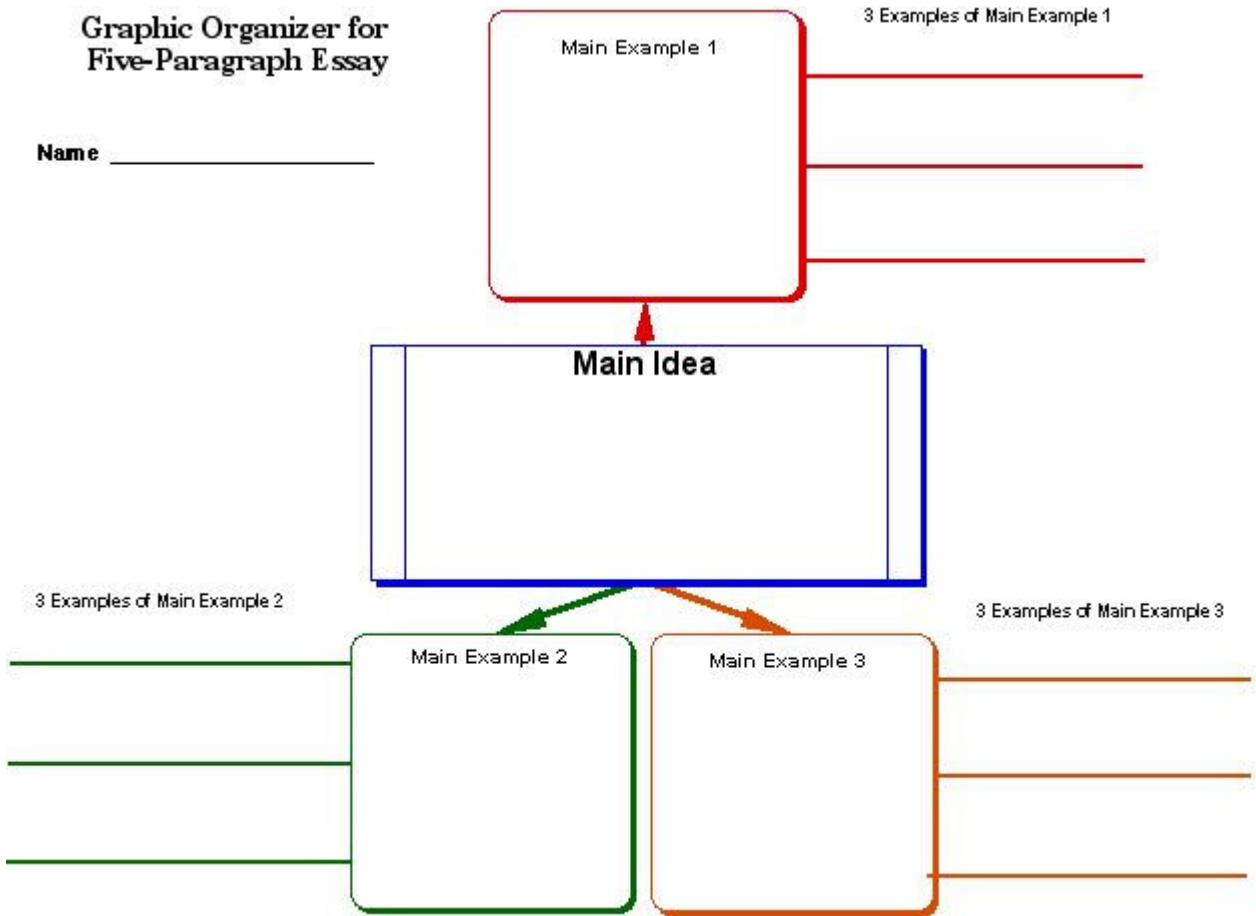 Graphic Organizer for
Five-Paragraph Essay
Name
Main Example 1
3 Examples of Main Example 1
Main Idea
3 Examples of Main Example 2
Main Example 2
Main Example 3
3 Examples of Main Example 3